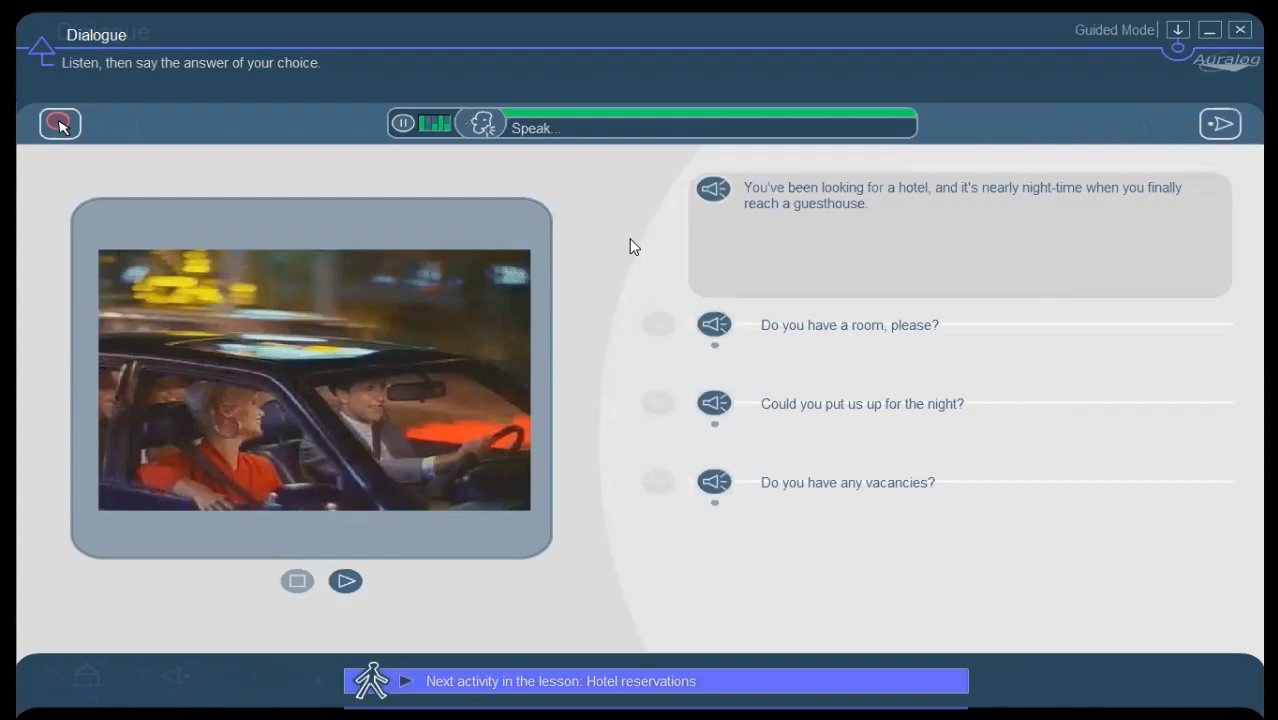 Dialogue
Guided Mode
Listen, then say the answer of your choice.
Auralog
Speak...
You've been looking for a hotel, and it's nearly night-time when you finally
reach a guesthouse.
Do you have a room, please?
Could you put us up for the night?
Do you have any vacancies?
Next activity in the lesson: Hotel reservations